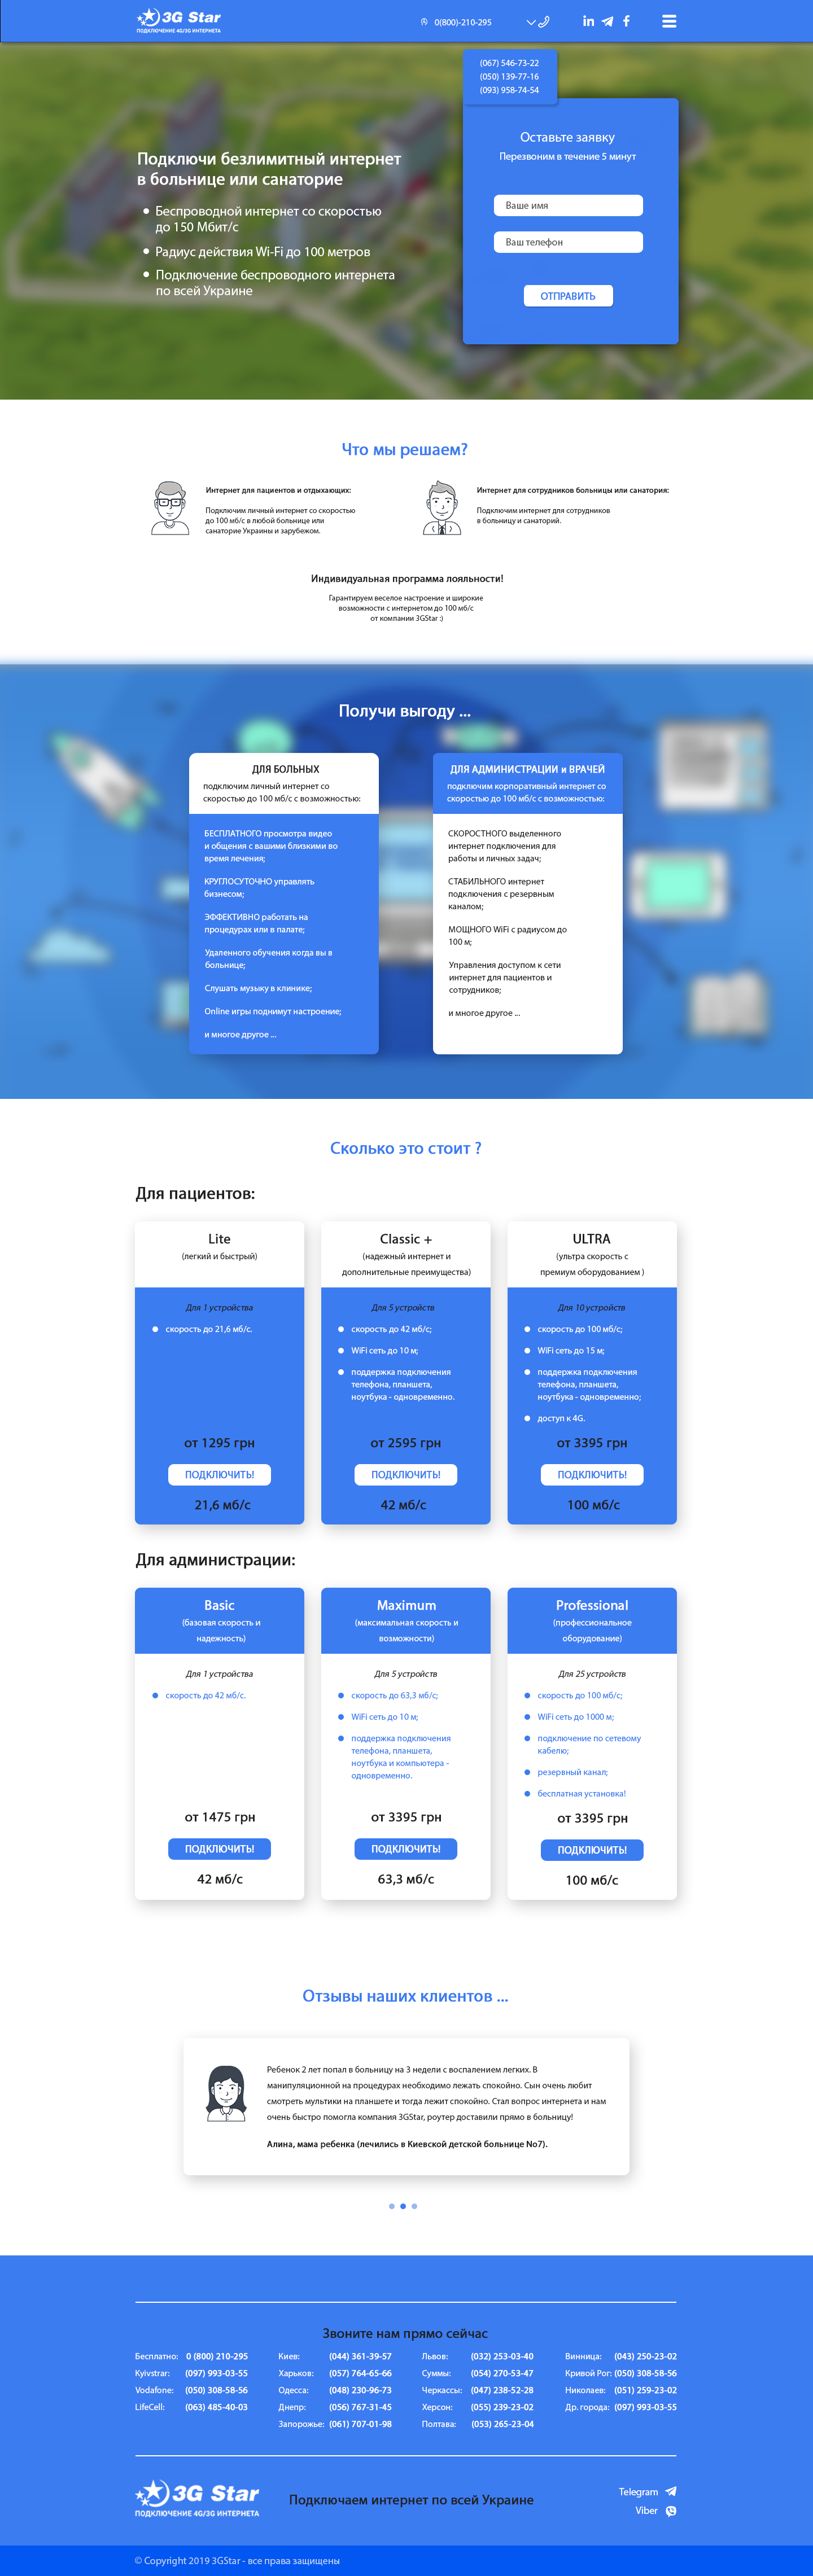 3G Star
ПОДКЛЮЧЕНИЕ 4G/3G ИНТЕРНЕТА
0(800)-210-295
(067) 546-73-22
(050) 139-77-16
(093) 958-74-54
Подключи безлимитный интернет
в больнице или санаторие
Беспроводной интернет со скоростью
до 150 Мбит/с
Радиус действия Wi-Fi до 100 метров
Подключение беспроводного интернета
по всей Украине
Оставьте заявку
Перезвоним в течение 5 минут
Ваше имя
Ваш телефон
ОТПРАВИТЬ
Что мы решаем?
Интернет для пациентов и отдыхающих:
Подключим личный интернет со скоростью
до 100 мб/с в любой больнице или
санаторие Украины и зарубежом.
Интернет для сотрудников больницы или санатория:
Подключим интернет для сотрудников
в больницу и санаторий.
Индивидуальная программа лояльности!
Гарантируем веселое настроение и широкие
возможности с интернетом до 100 мб/с
от компании 3GStar :)
Получи выгоду ...
ДЛЯ БОЛЬНЫХ
подключим личный интернет со
скоростью до 100 мб/с с возможностью:
БЕСПЛАТНОГО просмотра видео
и общения с вашими близкими во
время лечения;
КРУГЛОСУТОЧНО управлять
бизнесом;
ЭФФЕКТИВНО работать на
процедурах или в палате;
Удаленного обучения когда вы в
больнице;
Слушать музыку в клинике;
Online игры поднимут настроение;
и многое другое ...
ДЛЯ АДМИНИСТРАЦИИ и ВРАЧЕЙ
подключим корпоративный интернет со
скоростью до 100 мб/с с возможностью:
СКОРОСТНОГО выделенного
интернет подключения для
работы и личных задач;
СТАБИЛЬНОГО интернет
подключения с резервным
каналом;
МОЩНОГО WiFi с радиусом до
100 м;
Управления доступом к сети
интернет для пациентов и
сотрудников;
и многое другое ...
Сколько это стоит ?
Для пациентов:
Lite
(легкий и быстрый)
Для 1 устройства
скорость до 21,6 мб/с.
от 1295 грн
ПОДКЛЮЧИТЬ!
21,6 мб/с
Classic +
(надежный интернет и
дополнительные преимущества)
Для 5 устройств
скорость до 42 мб/с;
WiFi сеть до 10 м;
поддержка подключения
телефона, планшета,
ноутбука - одновременно.
от 2595 грн
ПОДКЛЮЧИТЬ!
42 мб/с
ULTRA
(ультра скорость с
премиум оборудованием )
Для 10 устройств
скорость до 100 мб/с;
WiFi сеть до 15 м;
поддержка подключения
телефона, планшета,
ноутбука - одновременно;
доступ к 4G.
от 3395 грн
ПОДКЛЮЧИТЬ!
100 мб/с
Для администрации:
Basic
(базовая скорость и
надежность)
Для 1 устройства
скорость до 42 мб/с.
от 1475 грн
ПОДКЛЮЧИТЬ!
42 мб/с
Maximum
(максимальная скорость и
возможности)
Для 5 устройств
скорость до 63,3 мб/с;
WiFi сеть до 10 м;
поддержка подключения
телефона, планшета,
ноутбука и компьютера -
одновременно.
от 3395 грн
ПОДКЛЮЧИТЬ!
63,3 мб/с
Professional
(профессиональное
оборудование)
Для 25 устройств
скорость до 100 мб/с;
WiFi сеть до 1000 м;
подключение по сетевому
кабелю;
резервный канал;
бесплатная установка!
от 3395 грн
ПОДКЛЮЧИТЬ!
100 мб/с
Отзывы наших клиентов ...
Ребенок 2 лет попал в больницу на 3 недели с воспалением легких. В
манипуляционной на процедурах необходимо лежать спокойно. Сын очень любит
смотреть мультики на планшете и тогда лежит спокойно. Стал вопрос интернета и нам
очень быстро помогла компания 3GStar, роутер доставили прямо в больницу!
Алина, мама ребенка (лечились в Киевской детской больнице No7).
Звоните нам прямо сейчас
Бесплатно: 0 (800) 210-295
Kyivstrar: (097) 993-03-55
Vodafone: (050) 308-58-56
LifeCell: (063) 485-40-03
Киев: (044) 361-39-57
Харьков: (057) 764-65-66
Одесса: (048) 230-96-73
Днепр: (056) 767-31-45
Запорожье: (061) 707-01-98
Львов: (032) 253-03-40
Суммы: (054) 270-53-47
Черкассы: (047) 238-52-28
Херсон: (055) 239-23-02
Полтава: (053) 265-23-04
Винница: (043) 250-23-02
Кривой Рог: (050) 308-58-56
Николаев: (051) 259-23-02
Др. города: (097) 993-03-55
3G Star
ПОДКЛЮЧЕНИЕ 4G/3G ИНТЕРНЕТА
Подключаем интернет по всей Украине
Telegram
Viber
© Copyright 2019 3GStar - все права защищены